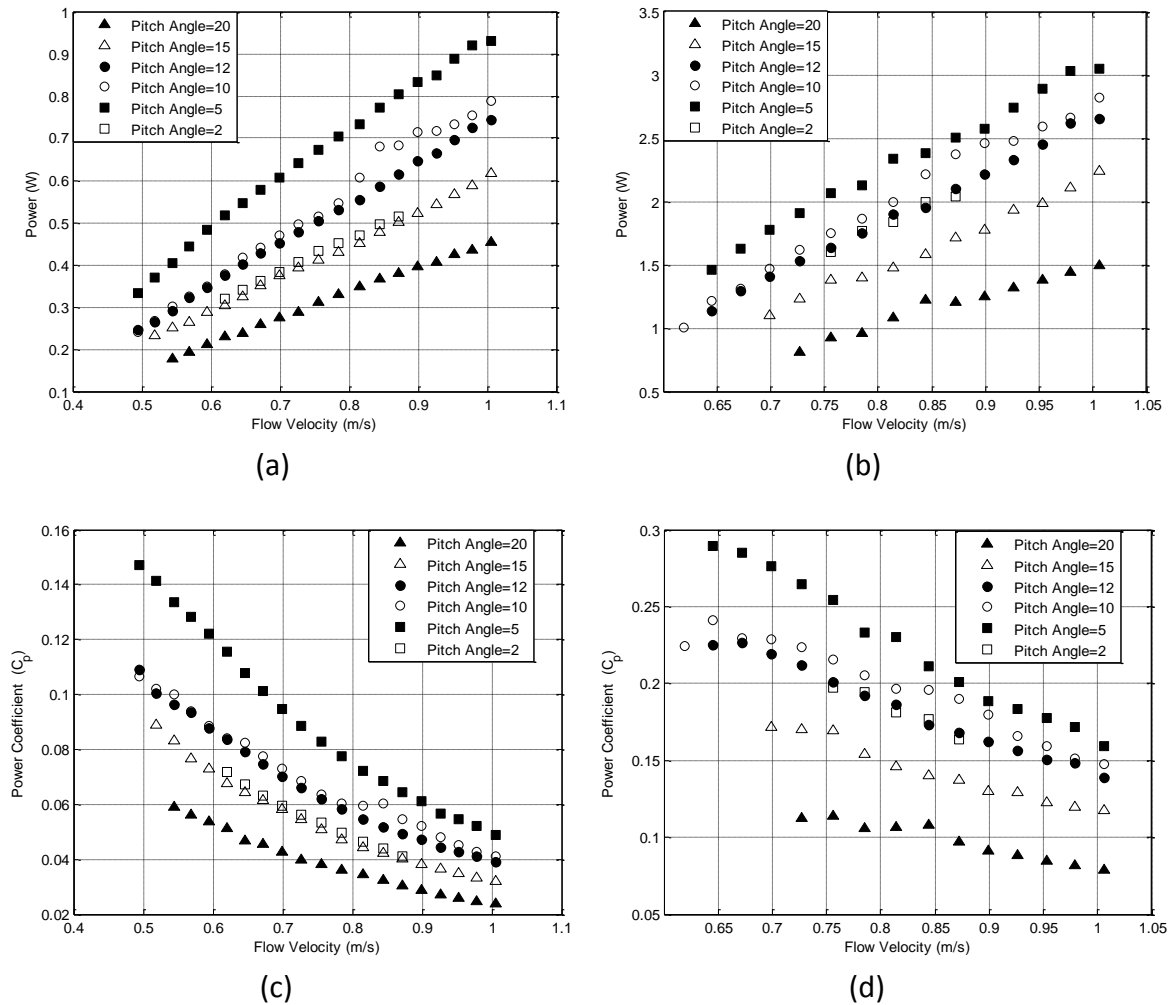 Pitch Angle=20
Pitch Angle=15
Pitch Angle=12
Pitch Angle=10
Pitch Angle=5
Pitch Angle=2
1
0.9
0.8
0.7
0.6
0.5
0.4
0.3
0.2
0.1
Power (W)
0.4 0.5 0.6 0.7 0.8 0.9 1 1.1
Flow Velocity (m/s)
(a)
Pitch Angle=20
Pitch Angle=15
Pitch Angle=12
Pitch Angle=10
Pitch Angle=5
Pitch Angle=2
3.5
3
2.5
2
1.5
1
0.5
Power (W)
0.65 0.7 0.75 0.8 0.85 0.9 0.95 1 1.05
Flow Velocity (m/s)
(b)
Pitch Angle=20
Pitch Angle=15
Pitch Angle=12
Pitch Angle=10
Pitch Angle=5
Pitch Angle=2
0.16
0.14
0.12
0.1
0.08
0.06
0.04
0.02
Power Coefficient (Cp)
0.4 0.5 0.6 0.7 0.8 0.9 1 1.1
Flow Velocity (m/s)
(c)
Pitch Angle=20
Pitch Angle=15
Pitch Angle=12
Pitch Angle=10
Pitch Angle=5
Pitch Angle=2
0.3
0.25
0.2
0.15
0.1
0.05
Power Coefficient (Cp)
0.65 0.7 0.75 0.8 0.85 0.9 0.95 1 1.05
Flow Velocity (m/s)
(d)